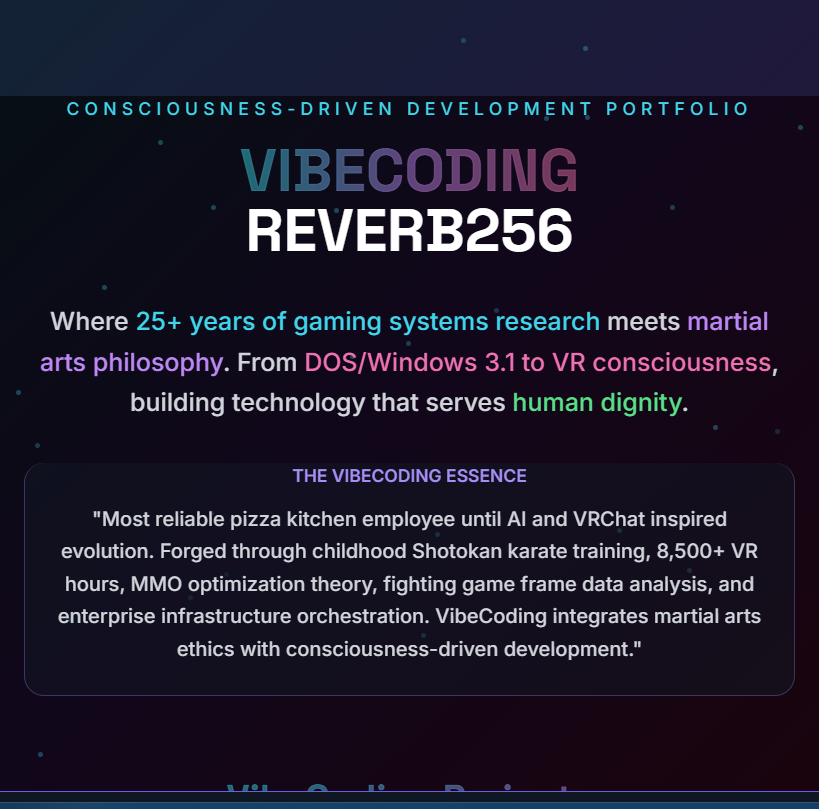 CONSCIOUSNESS-DRIVEN DEVELOPMENT PORTFOLIO
VIBECODING
REVERB256
Where 25+ years of gaming systems research meets martial
arts philosophy. From DOS/Windows 3.1 to VR consciousness,
building technology that serves human dignity.
THE VIBECODING ESSENCE
"Most reliable pizza kitchen employee until AI and VRChat inspired
evolution. Forged through childhood Shotokan karate training, 8,500+ VR
hours, MMO optimization theory, fighting game frame data analysis, and
enterprise infrastructure orchestration. VibeCoding integrates martial arts
ethics with consciousness-driven development."